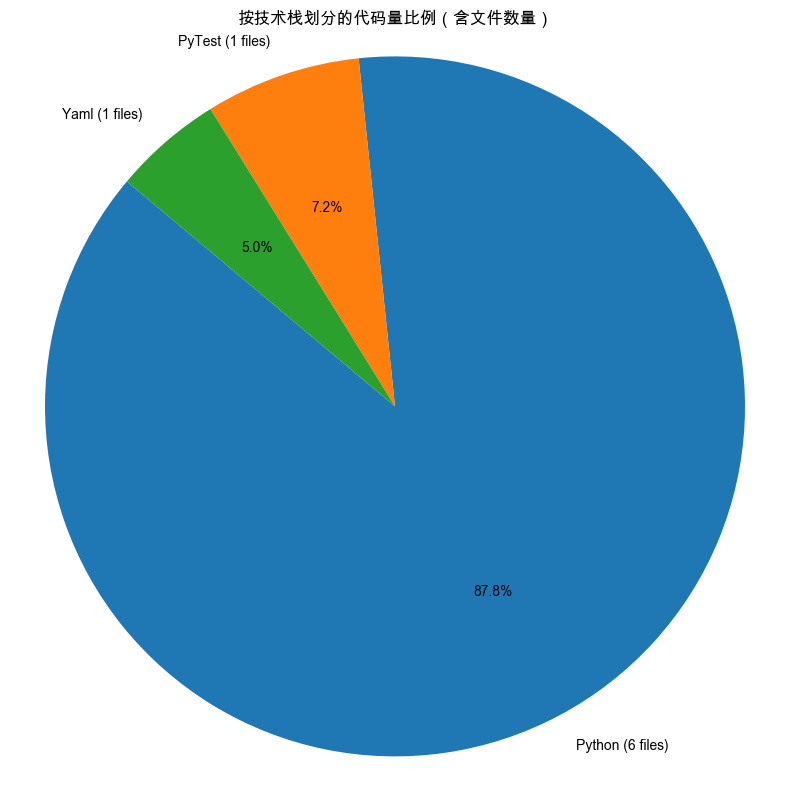 按技术栈划分的代码量比例（含文件数量）
PyTest (1 files)
Yaml (1 files)
7.2%
5.0%
87.8%
Python (6 files)